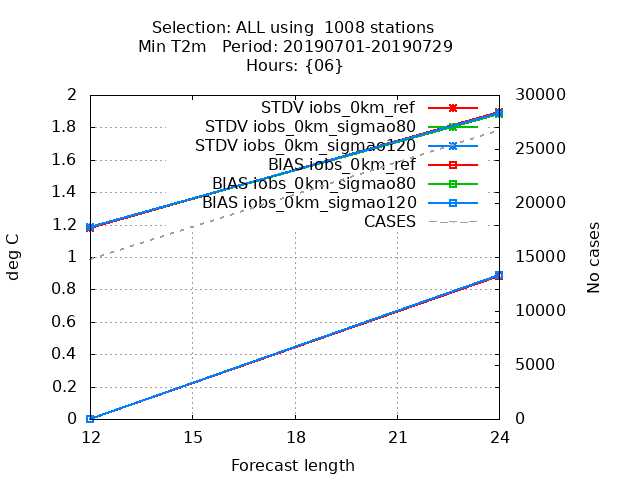 Selection: ALL using  1008 stations
Min T2m   Period: 20190701-20190729
Hours: {06}
2
1.8
1.6
1.4
1.2
1
0.8
0.6
0.4
0.2
0
deg C
STDV iobs_0km_ref
STDV iobs_0km_sigmao80
STDV iobs_0km_sigmao120
BIAS iobs_0km_ref
BIAS iobs_0km_sigmao80
BIAS iobs_0km_sigmao120
CASES
30000
25000
20000
15000
10000
5000
0
No cases
12 15 18 21 24
Forecast length